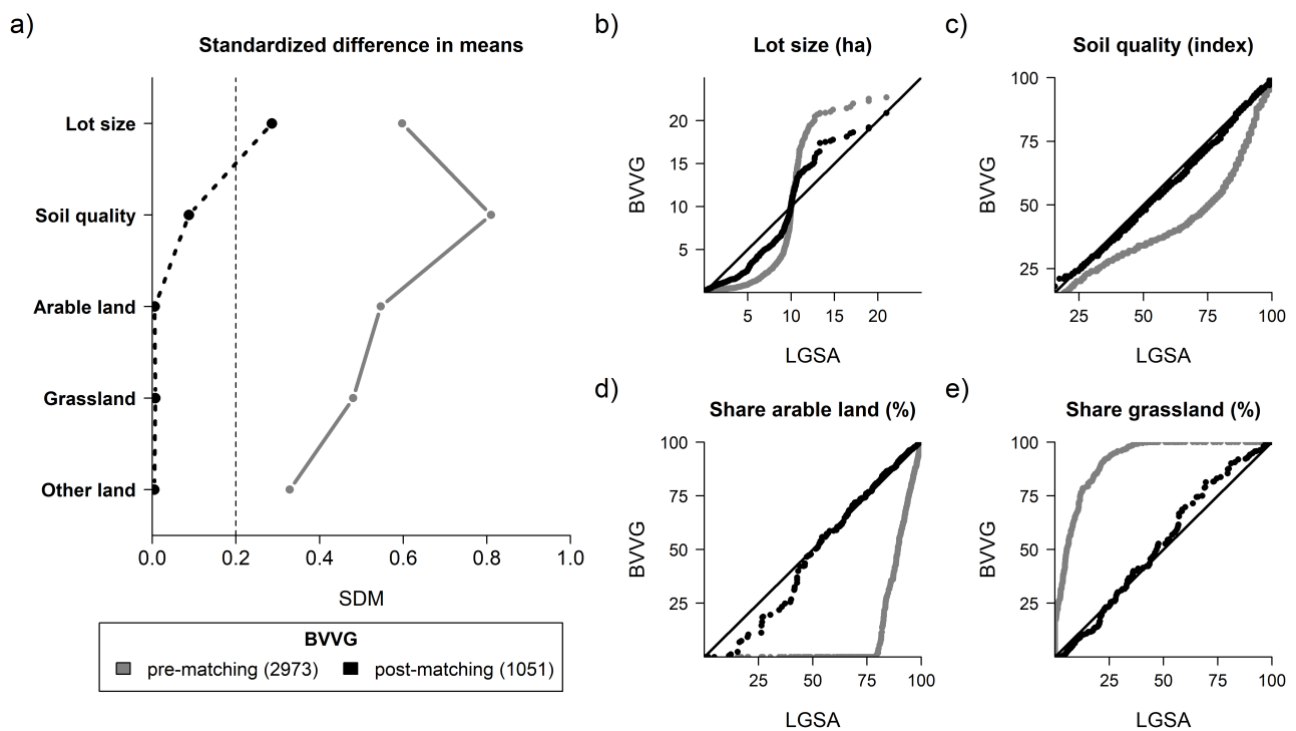 a)
Standardized difference in means
Lot size
Soil quality
Arable land
Grassland
Other land
0.0 0.2 0.4 0.6 0.8 1.0
SDM
BVVG
pre-matching (2973) post-matching (1051)
b)
Lot size (ha)
20
15
10
5
BVVG
5 10 15 20
LGSA
c)
Soil quality (index)
100
75
50
25
BVVG
25 50 75 100
LGSA
d)
Share arable land (%)
100
75
50
25
BVVG
25 50 75 100
LGSA
e)
Share grassland (%)
100
75
50
25
BVVG
25 50 75 100
LGSA